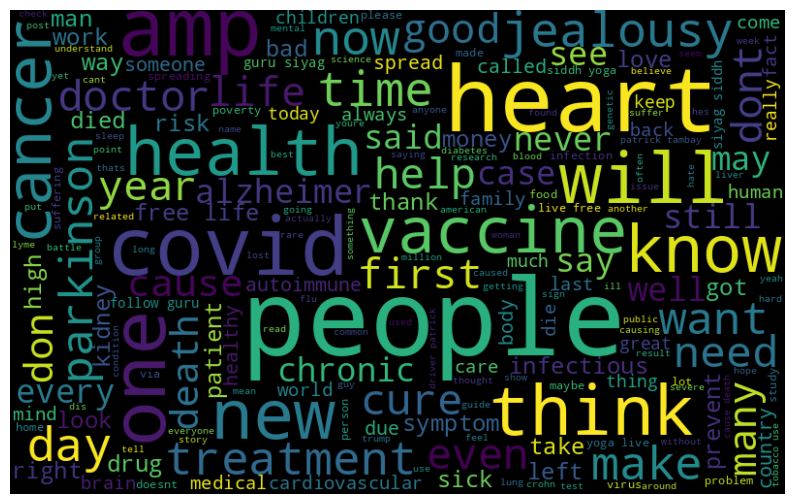 check
post
man
work
way
someone
children
bad
please
mental
now
good
jealousy
see
come
understand
yet
cant
spreading
guru siyag
science
spread
called
siddh yoga
love
week
made
seem
believe
fact
really
dont
siyag siddh
cancer
amp
doctor
life
time
heart
died
risk
poverty
today
always
anyone
youre
said
money
never
found
suffer
genetic
keep
back
hes
patrick tambay
sleep
name
point
thats
best
health
diabetes
research
blood
infection
saying
help
case
often
issue
will
hate
liver
may
human
suffering
put
related
year
alzheimer
free life
going
actually
thank
family
food
american
live free
another
still
lyme
battle
group
parkinson
covid
long
rare
lost
something
vaccine
woman
know
high
cause
million
first
caused
much
say
well
got
don
kidney
follow guru
autoimmune
flu
last
getting
sign
ill
die
public
causing
great
yeah
hard
want
need
condition
one
death
patient
healthy
read
common
used
people
body
driver patrick
chronic
care
infectious
thing
result
prevent
many
country
every
via
mean
guy
world
person
thought
show
maybe
lot
severe
hope
cause death
study
mind
dis
look
new
cure
due
symptom
guide
think
home
tell
everyone
story
trump
feel
even
take
make
yoga live
without
tobacco use
day
right
drug
brain
doesnt
medical
treatment
use
cardiovascular
sick
lung
left
crohn
test
virus
around
problem